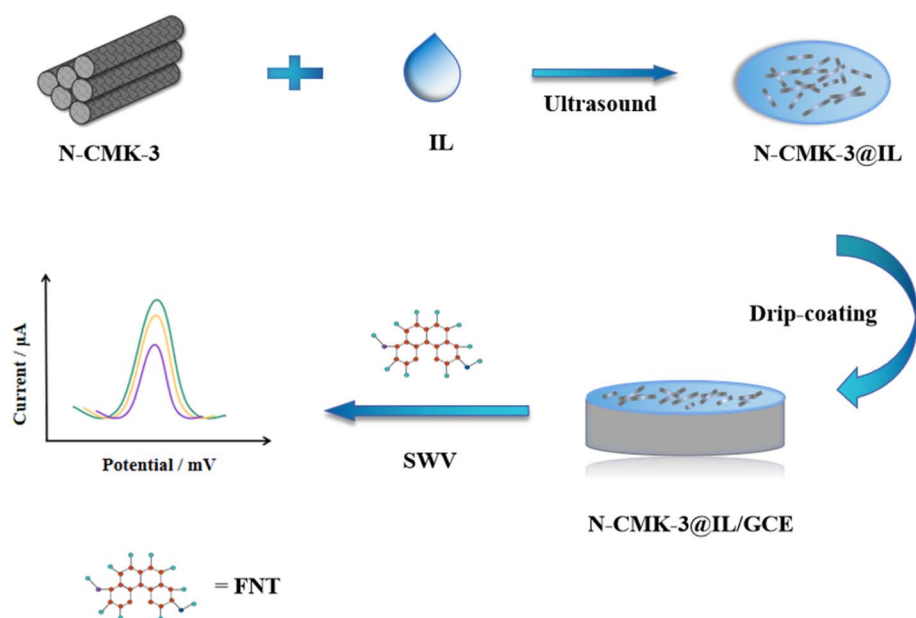 N-CMK-3
IL
Ultrasound
N-CMK-3@IL
Drip-coating
N-CMK-3@IL/GCE
SWV
Current / μA
Potential / mV
= FNT